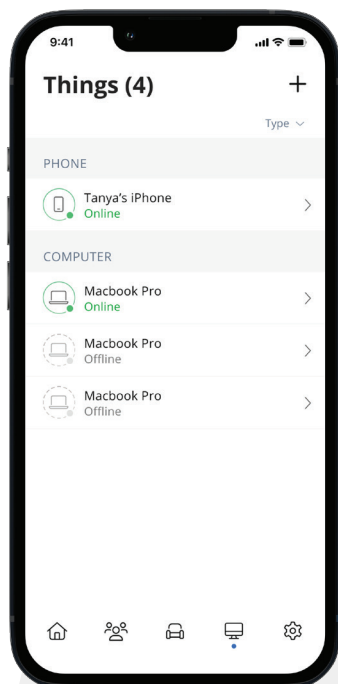 9:41
Things (4)
Type
PHONE
Tanya's iPhone
Online
COMPUTER
Macbook Pro
Online
Macbook Pro
Offline
Macbook Pro
Offline